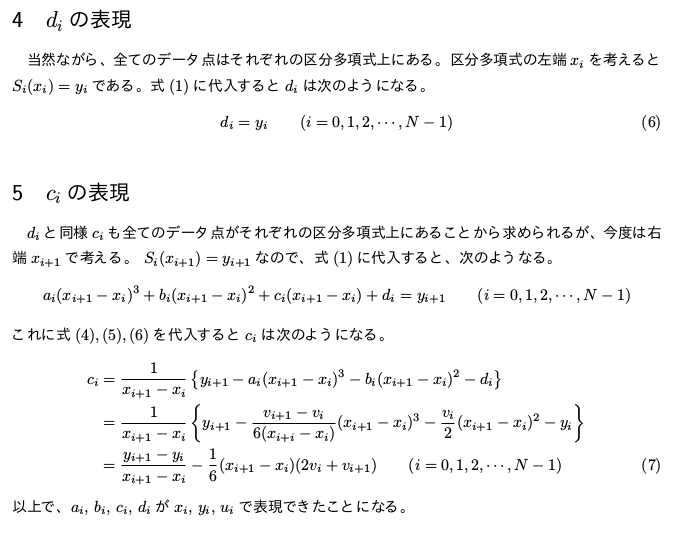 4 d_i の表現
当然ながら、全てのデータ点はそれぞれの区分多項式上にある。区分多項式の左端 x_i を考えると
S_i(x_i) = y_i である。式 (1) に代入すると d_i は次のようになる。
d_i = y_i (i = 0, 1, 2, ⋯, N − 1) (6)
5 c_i の表現
d_i と同様 c_i も全てのデータ点がそれぞれの区分多項式上にあることから求められるが、今度は右
端 x_{i+1} で考える。 S_i(x_{i+1}) = y_{i+1} なので、式 (1) に代入すると、次のようなる。
a_i(x_{i+1} − x_i)^3 + b_i(x_{i+1} − x_i)^2 + c_i(x_{i+1} − x_i) + d_i = y_{i+1} (i = 0, 1, 2, ⋯, N − 1)
これに式 (4), (5), (6) を代入すると c_i は次のようになる。
c_i = \frac{1}{x_{i+1} − x_i} {y_{i+1} − a_i(x_{i+1} − x_i)^3 − b_i(x_{i+1} − x_i)^2 − d_i}
= \frac{1}{x_{i+1} − x_i} {y_{i+1} − \frac{v_{i+1} − v_i}{6(x_{i+i} − x_i)}(x_{i+1} − x_i)^3 − \frac{v_i}{2}(x_{i+1} − x_i)^2 − y_i}
= \frac{y_{i+1} − y_i}{x_{i+1} − x_i} − \frac{1}{6}(x_{i+1} − x_i)(2v_i + v_{i+1}) (i = 0, 1, 2, ⋯, N − 1) (7)
以上で、a_i, b_i, c_i, d_i が x_i, y_i, u_i で表現できたことになる。